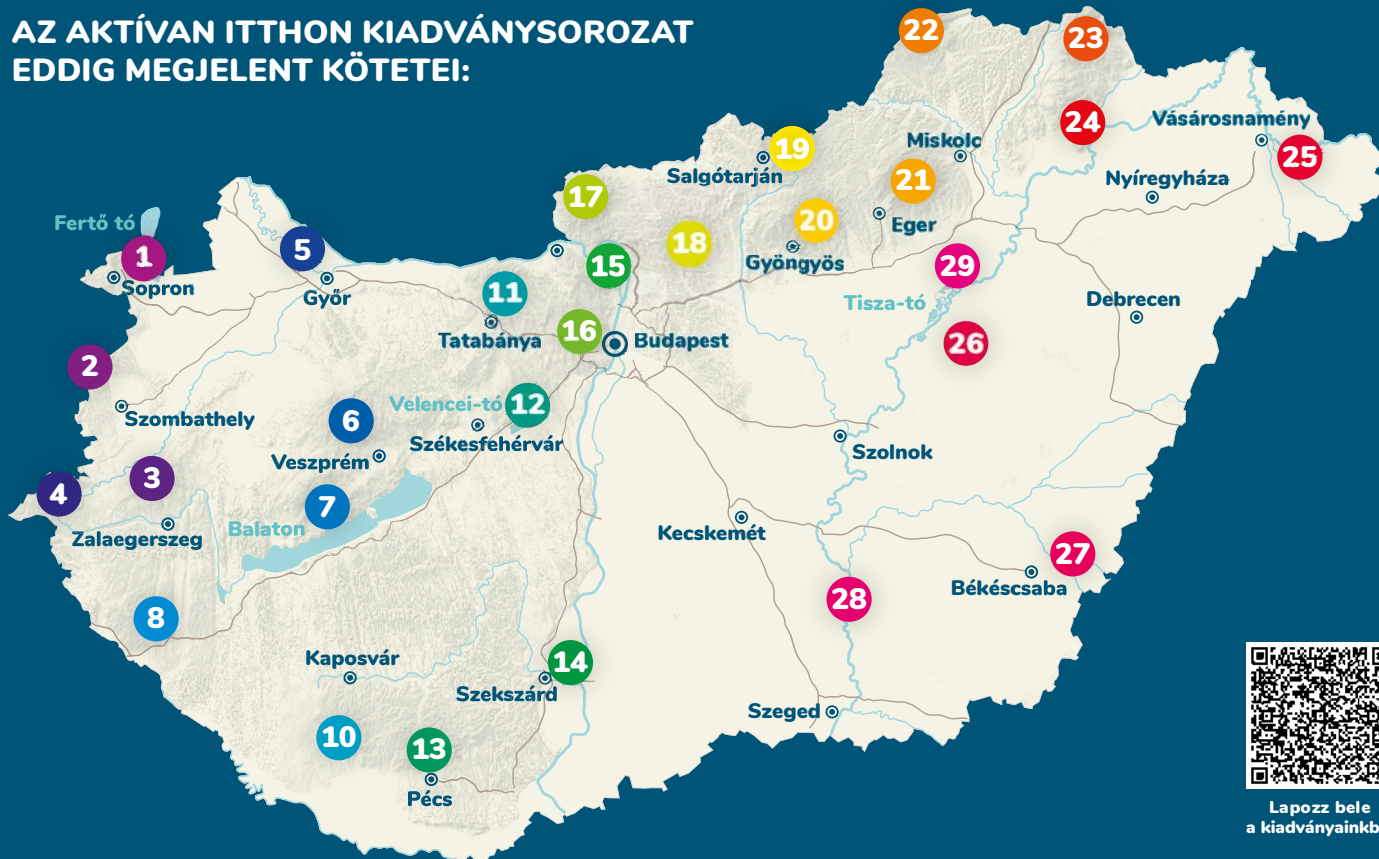 AZ AKTÍVAN ITTHON KIADVÁNYSOROZAT
EDDIG MEGJELENT KÖTETEI:
22
23
24
Vásárosnamény
25
19
Salgótarján
Miskolc
21
Nyíregyháza
17
20
Eger
18
Gyöngyös
Fertő tó
1
Sopron
5
Győr
15
29
Tisza-tó
Debrecen
11
Tatabánya
16
Budapest
26
2
Szombathely
Velencei-tó
12
6
Székesfehérvár
Veszprém
Szolnok
3
4
7
Zalaegerszeg
Balaton
Kecskemét
27
Békéscsaba
28
8
Kaposvár
14
Szekszárd
Szeged
10
13
Pécs
Lapozz bele
a kiadványainkb